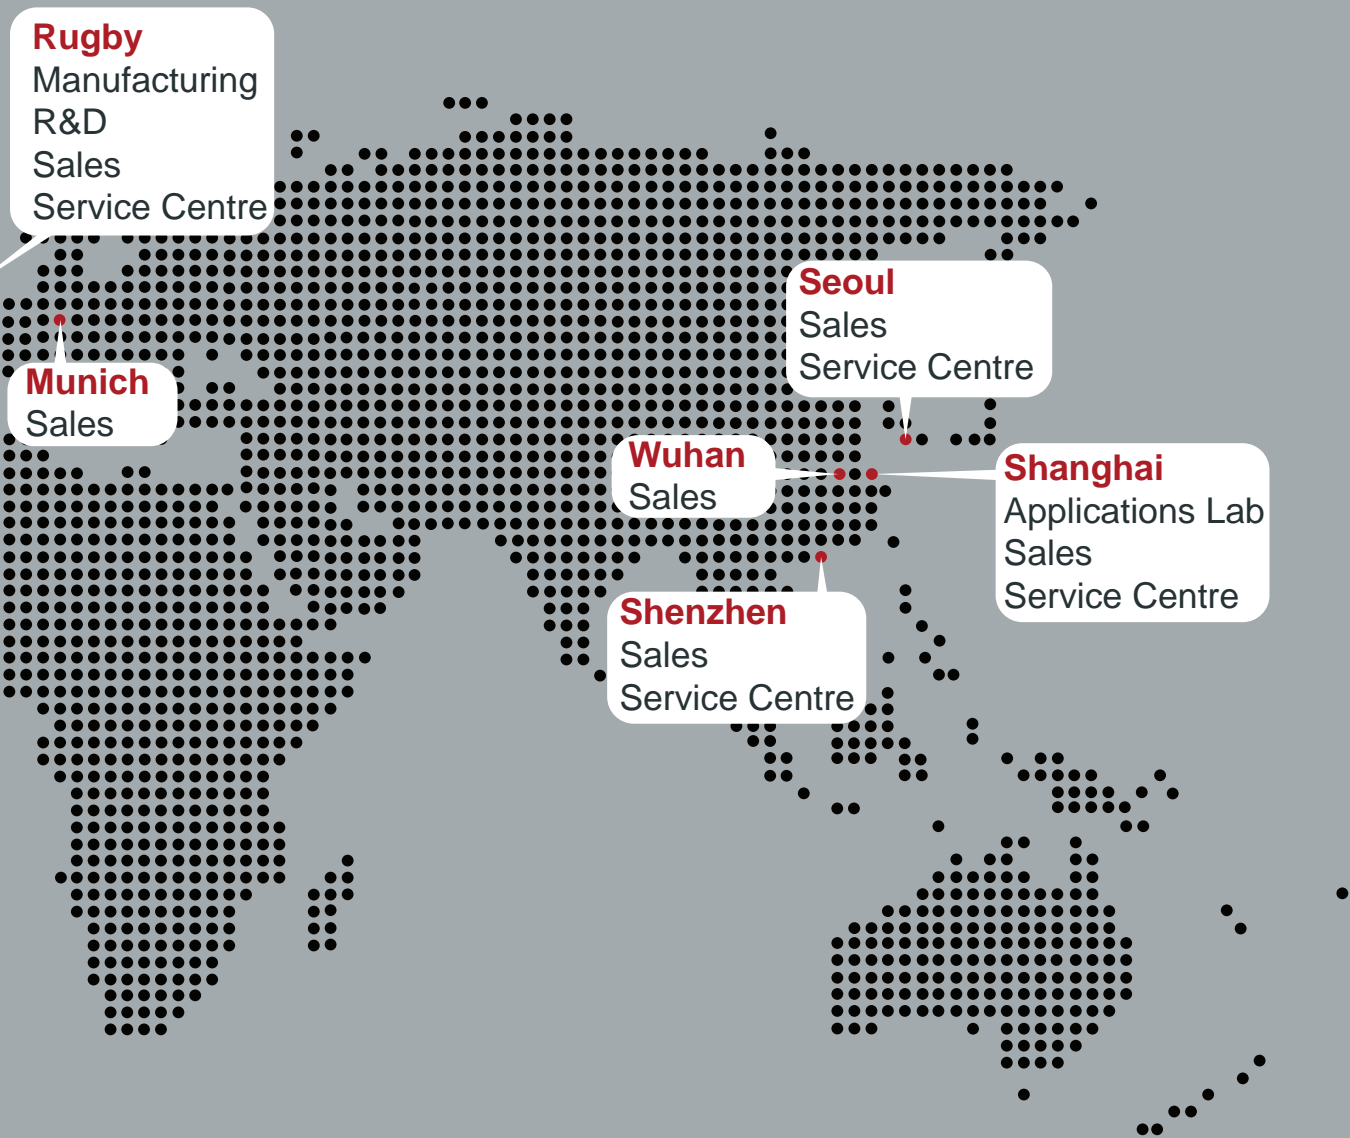 Rugby
Manufacturing
R&D
Sales
Service Centre
Seoul
Sales
Service Centre
Munich
Sales
Wuhan
Sales
Shanghai
Applications Lab
Sales
Service Centre
Shenzhen
Sales
Service Centre